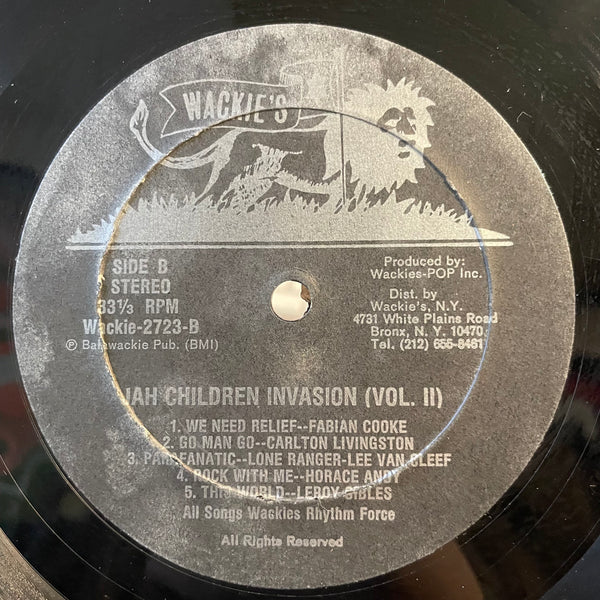 WACKIE'S
SIDE B
STEREO
33⅓ RPM
Wackie-2723-B
Ⓟ Balawackie Pub. (BMI)
Produced by:
Wackies-POP Inc.
Dist. by
Wackie's, N.Y.
4731 White Plains Road
Bronx, N. Y. 10470
Tel. (212) 655-8461
JAH CHILDREN INVASION (VOL. II)
1. WE NEED RELIEF--FABIAN COOKE
2. GO MAN GO--CARLTON LIVINGSTON
3. PARTFANATIC--LONE RANGER-LEE VAN CLEEF
4. ROCK WITH ME--HORACE ANDY
5. THIS WORLD--LEROY SIBLES
All Songs Wackies Rhythm Force
All Rights Reserved